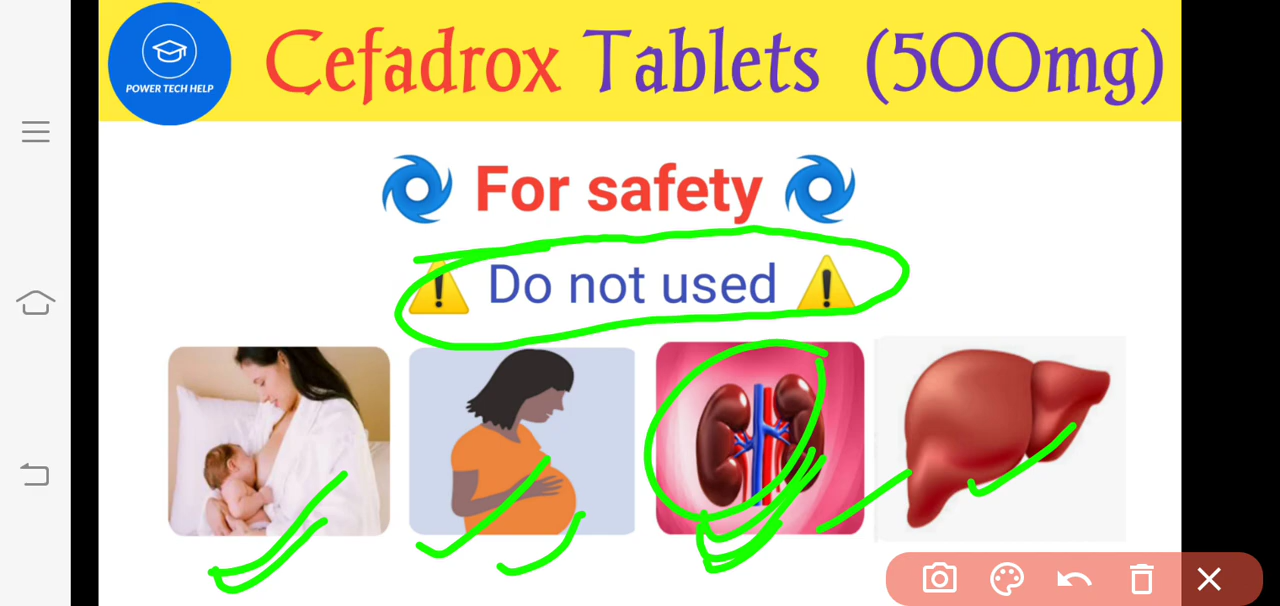 POWER TECH HELP
Cefadrox Tablets (500mg)
For safety
Do not used